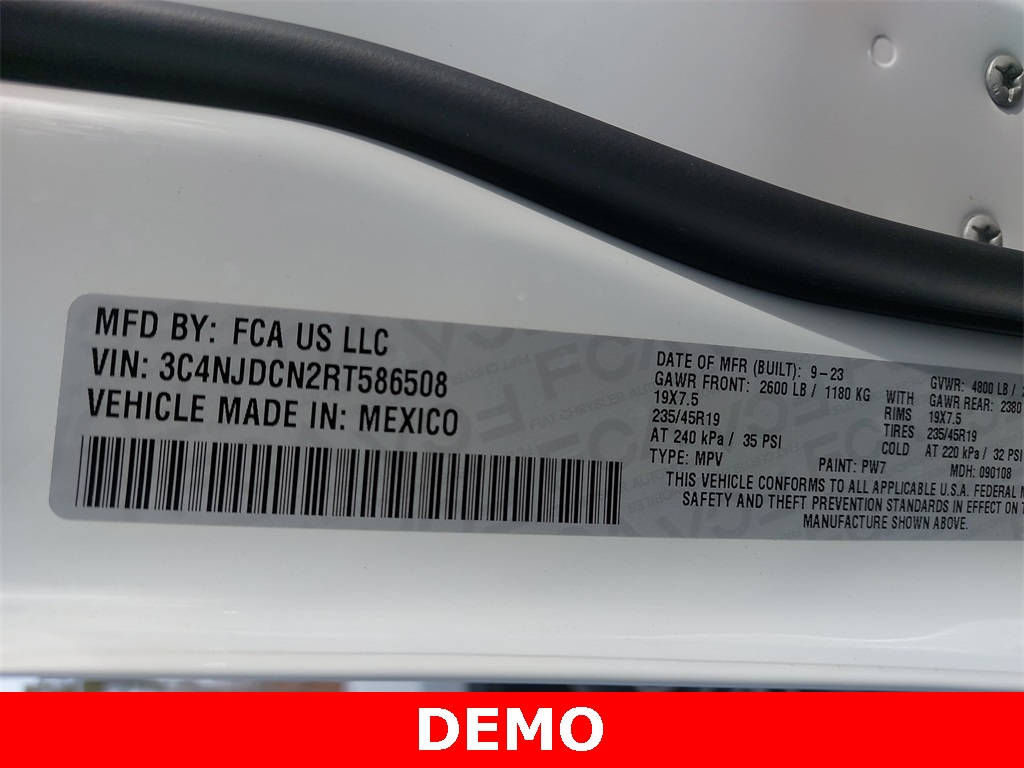 MFD BY: FCA US LLC
VIN: 3C4NJDCN2RT586508
VEHICLE MADE IN: MEXICO
DATE OF MFR (BUILT): 9-23
GVWR: 4800 LB /
GAWR FRONT: 2600 LB / 1180 KG
WITH
GAWR REAR: 2380
19X7.5
RIMS
19X7.5
235/45R19
TIRES
235/45R19
AT 240 kPa / 35 PSI
COLD
AT 220 kPa / 32 PSI
TYPE: MPV
PAINT: PW7
MDH: 090108
THIS VEHICLE CONFORMS TO ALL APPLICABLE U.S.A. FEDERAL
SAFETY AND THEFT PREVENTION STANDARDS IN EFFECT ON
MANUFACTURE SHOWN ABOVE.
DEMO